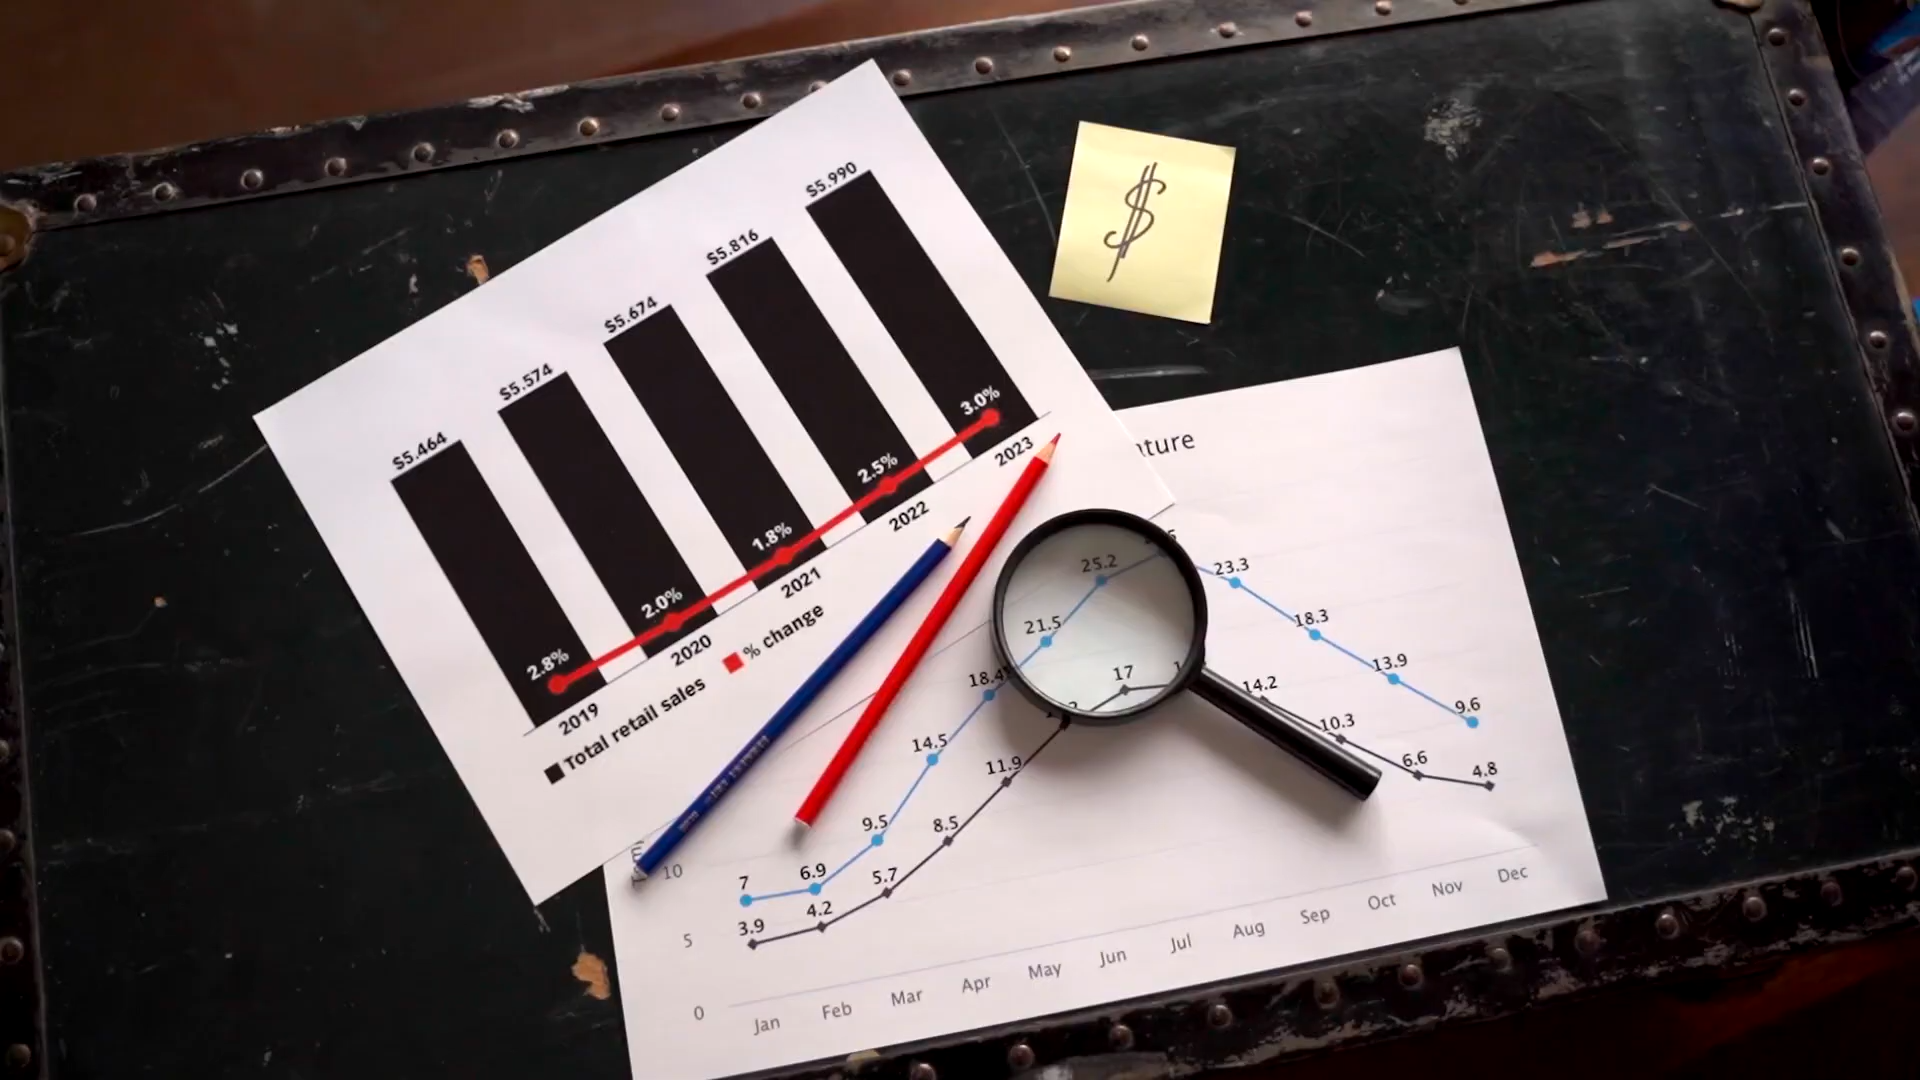 $5.464 $5.574 $5.674 $5.816 $5.990
2.8% 2.0% 1.8% 2.5% 3.0%
2019 2020 2021 2022 2023
Total retail sales % change
$
ature
7 6.9 9.5 14.5 18.4 21.5 25.2 23.3 18.3 13.9 9.6
3.9 4.2 5.7 8.5 11.9 17 14.2 10.3 6.6 4.8
10
5
0
Jan Feb Mar Apr May Jun Jul Aug Sep Oct Nov Dec